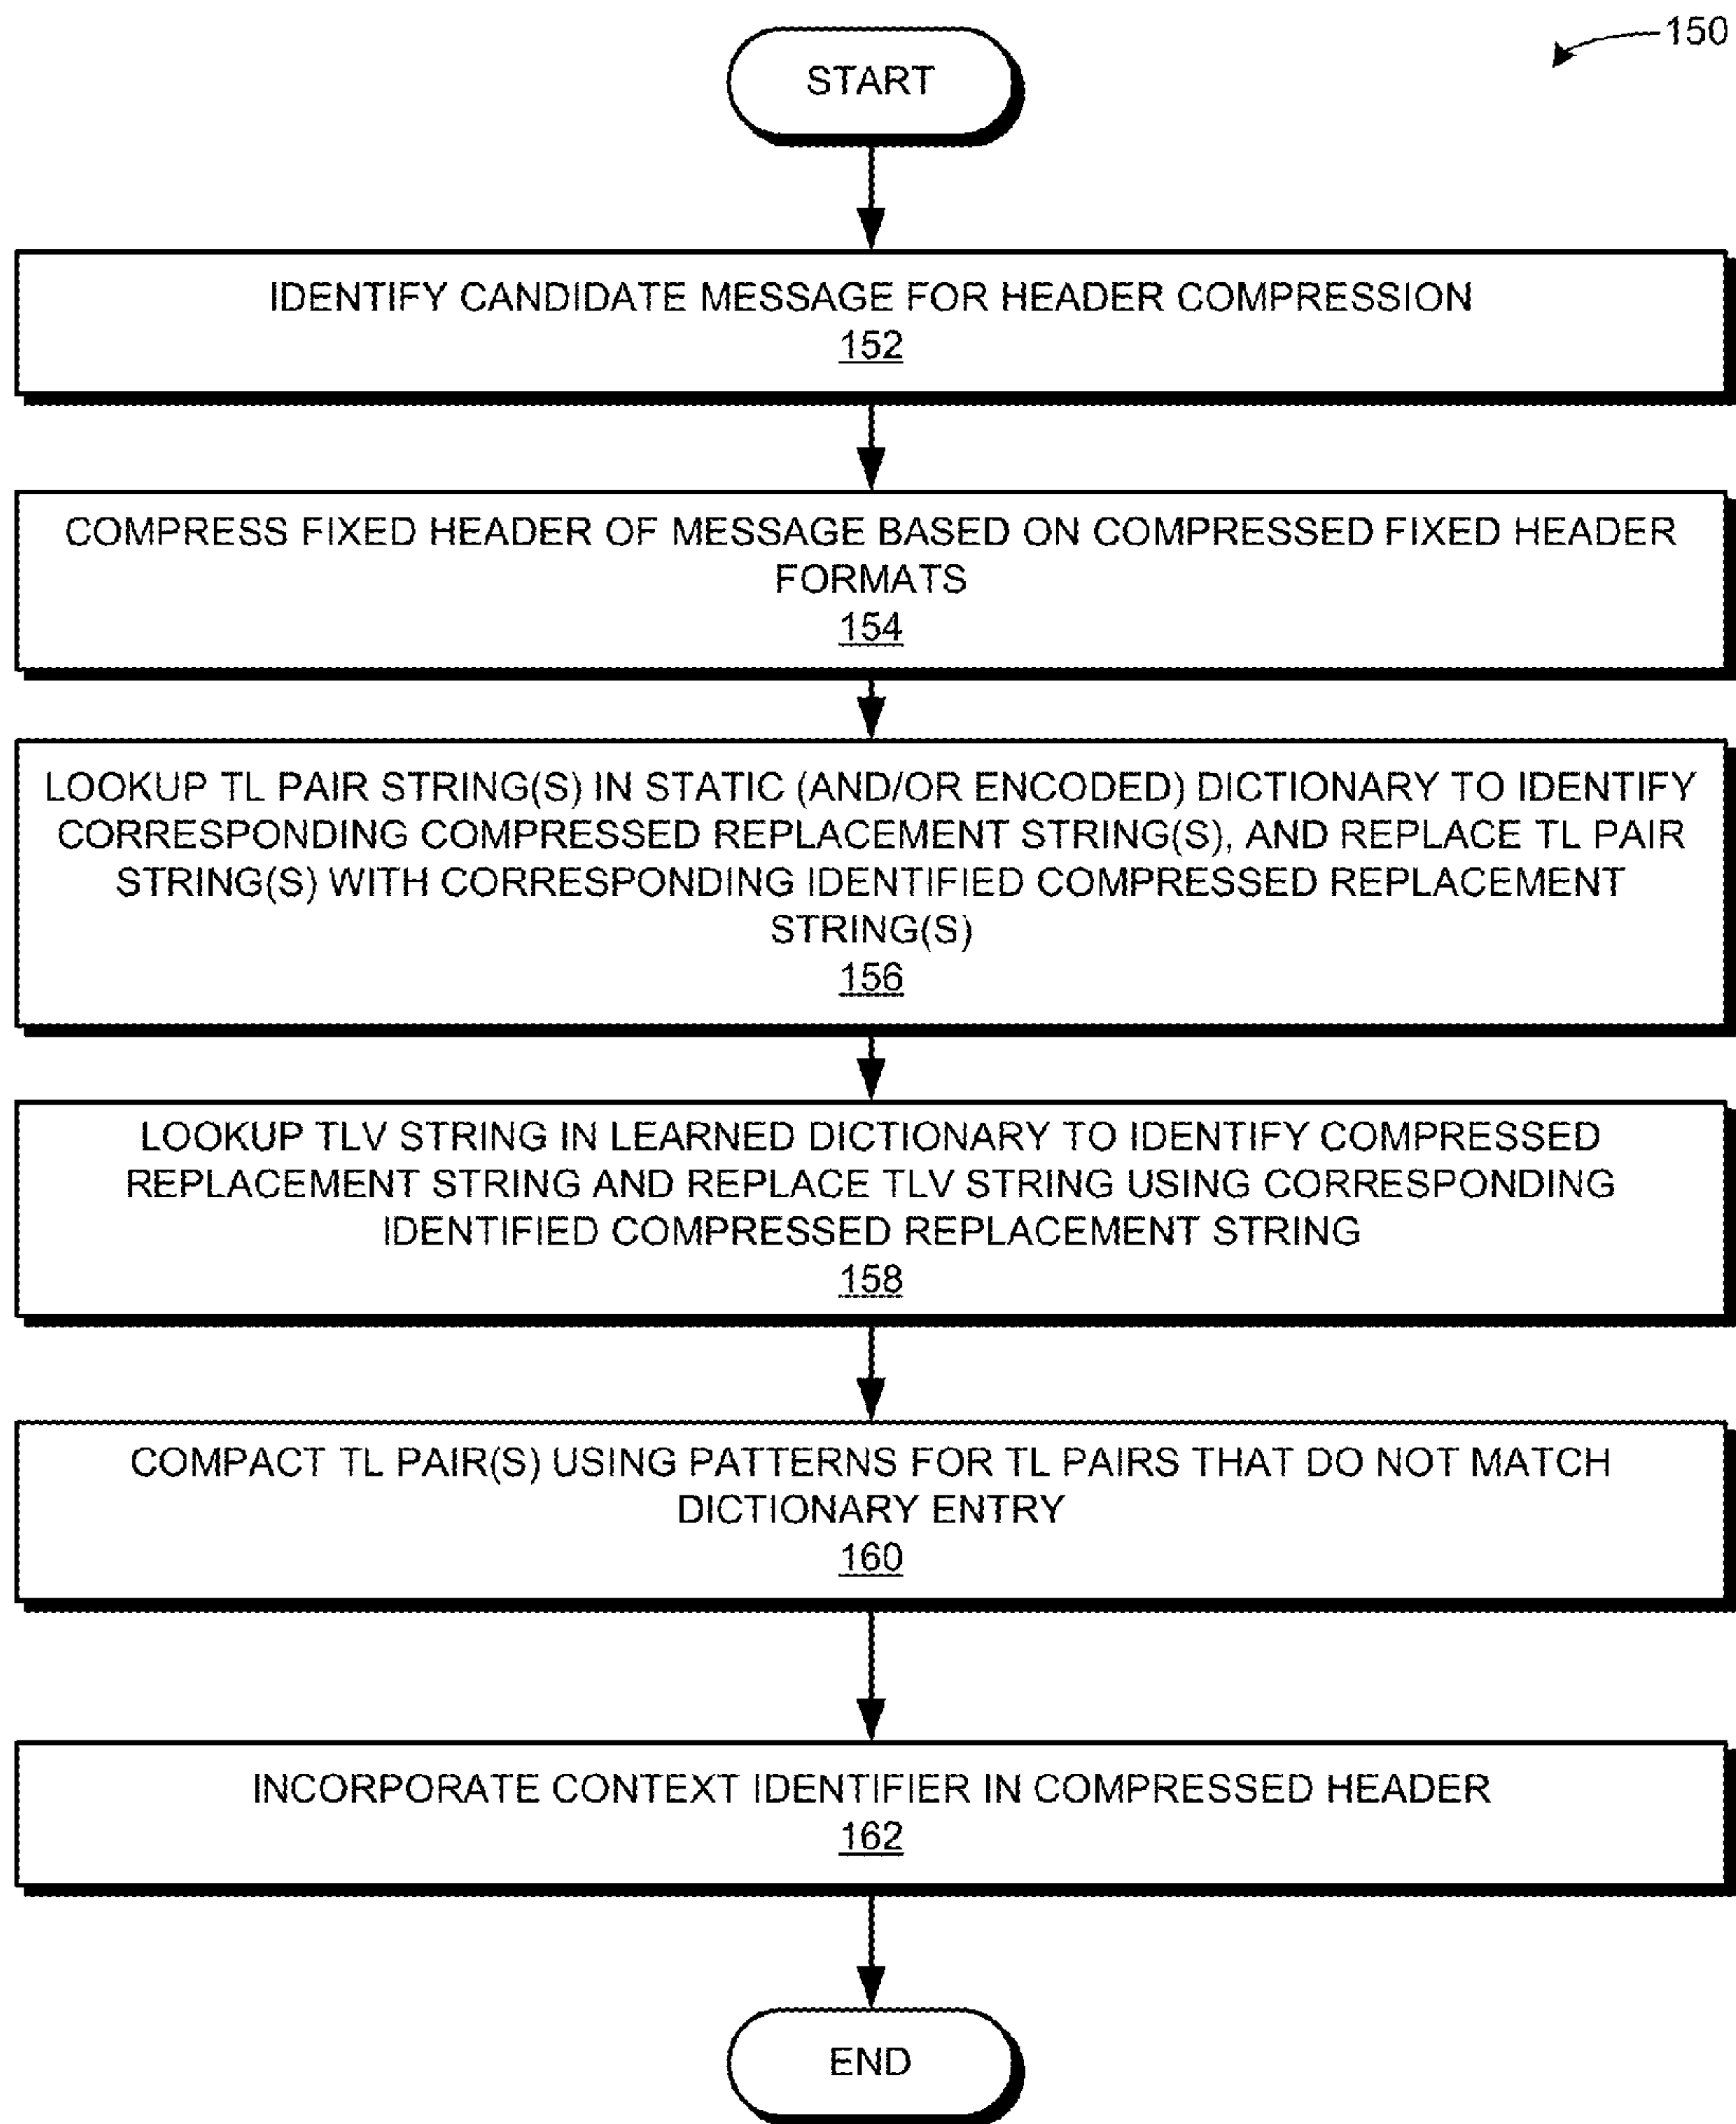 150
START
IDENTIFY CANDIDATE MESSAGE FOR HEADER COMPRESSION
152
COMPRESS FIXED HEADER OF MESSAGE BASED ON COMPRESSED FIXED HEADER
FORMATS
154
LOOKUP TL PAIR STRING(S) IN STATIC (AND/OR ENCODED) DICTIONARY TO IDENTIFY
CORRESPONDING COMPRESSED REPLACEMENT STRING(S), AND REPLACE TL PAIR
STRING(S) WITH CORRESPONDING IDENTIFIED COMPRESSED REPLACEMENT
STRING(S)
156
LOOKUP TLV STRING IN LEARNED DICTIONARY TO IDENTIFY COMPRESSED
REPLACEMENT STRING AND REPLACE TLV STRING USING CORRESPONDING
IDENTIFIED COMPRESSED REPLACEMENT STRING
158
COMPACT TL PAIR(S) USING PATTERNS FOR TL PAIRS THAT DO NOT MATCH
DICTIONARY ENTRY
160
INCORPORATE CONTEXT IDENTIFIER IN COMPRESSED HEADER
162
END